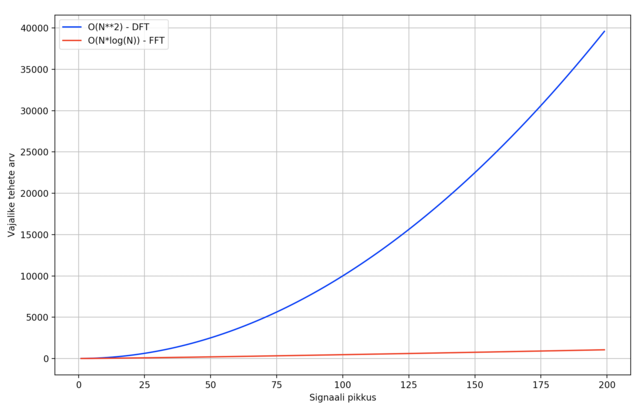 O(N**2) - DFT
O(N*log(N)) - FFT
40000
35000
30000
25000
20000
15000
10000
5000
0
Vajalike tehete arv
0 25 50 75 100 125 150 175 200
Signaali pikkus